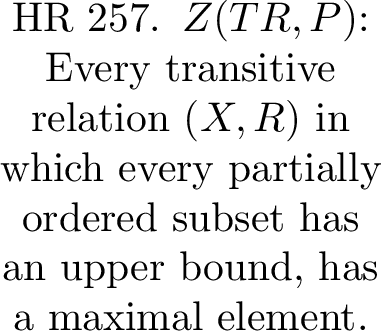 HR 257. Z(TR, P):
Every transitive
relation (X, R) in
which every partially
ordered subset has
an upper bound, has
a maximal element.